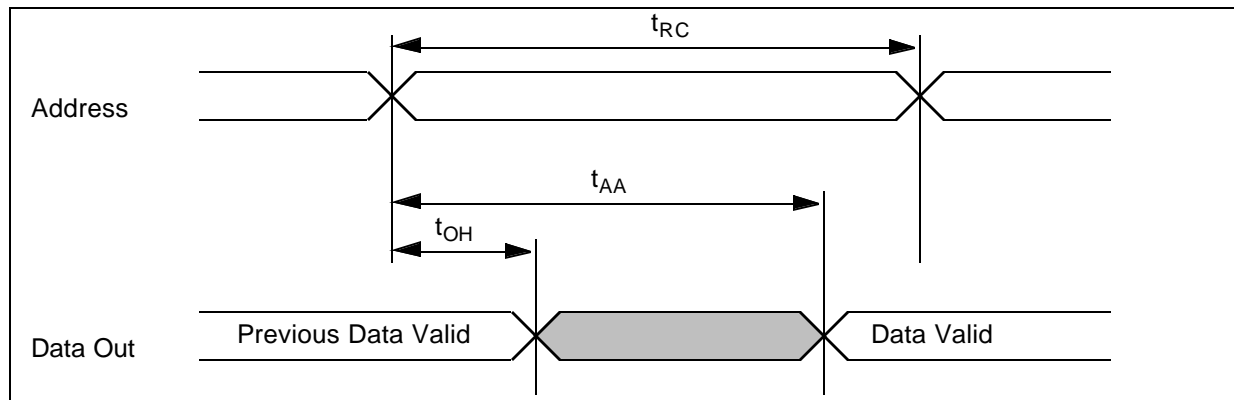 tRC
Address
tAA
tOH
Previous Data Valid
Data Valid
Data Out